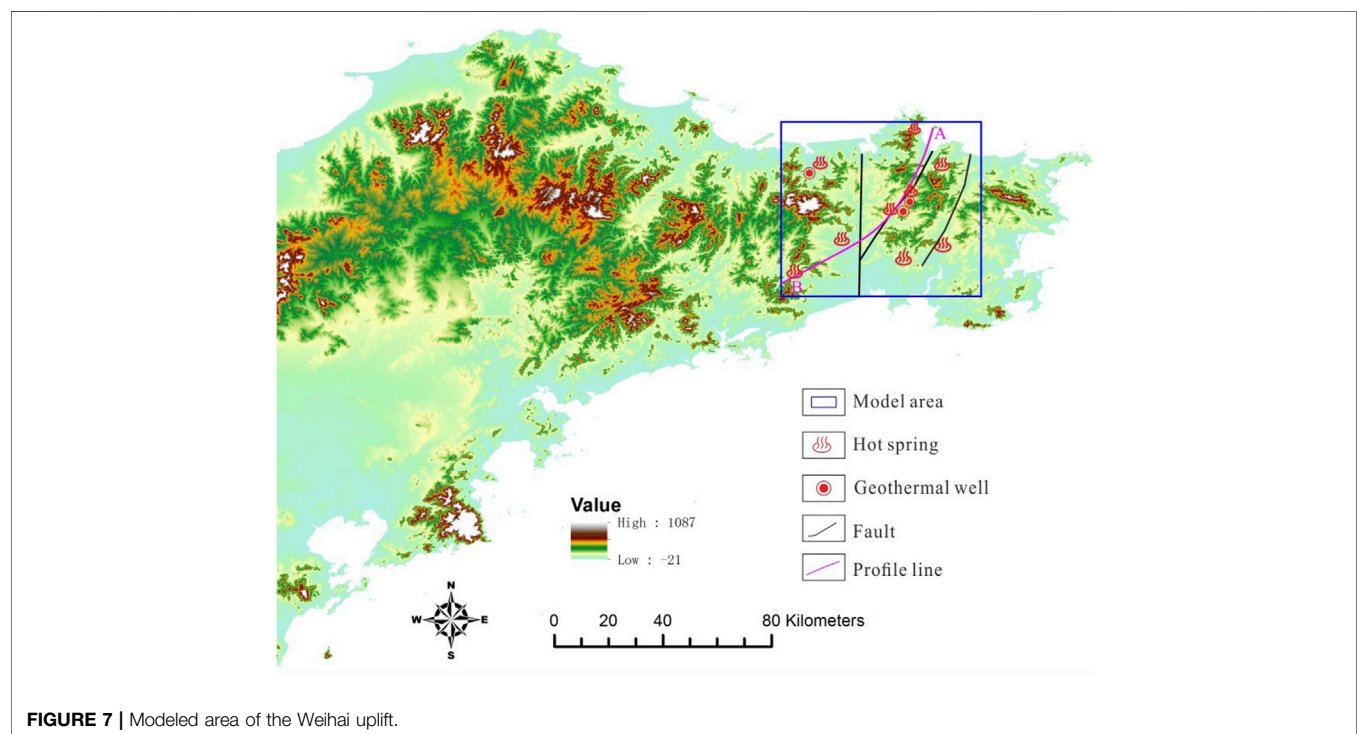 A
B
Model area
Hot spring
Geothermal well
Fault
Profile line
Value
High : 1087
Low : -21
N
W E
S
0 20 40 80 Kilometers
FIGURE 7 | Modeled area of the Weihai uplift.